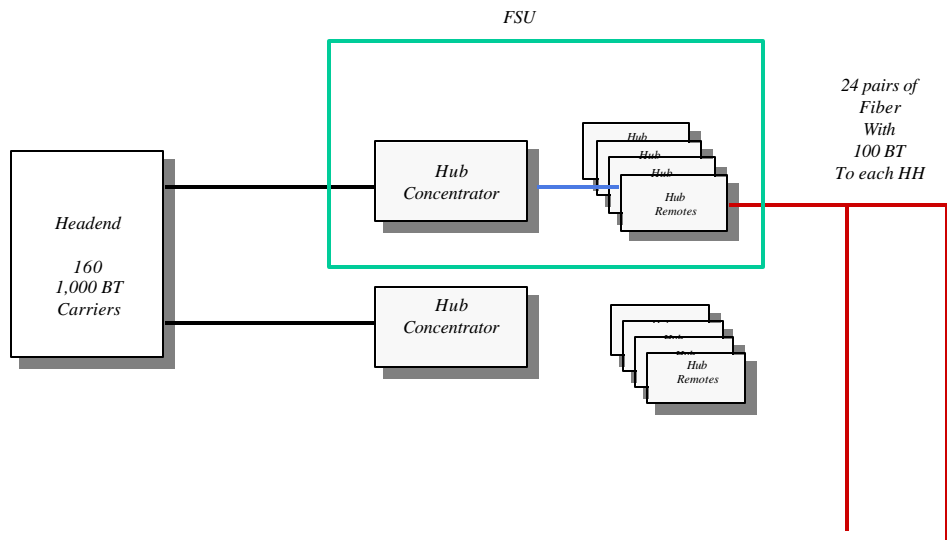 FSU
24 pairs of
Fiber
With
100 BT
To each HH
Headend
160
1,000 BT
Carriers
Hub
Concentrator
Hub
Hub
Hub
Hub
Remotes
Hub
Concentrator
Hub
Remotes